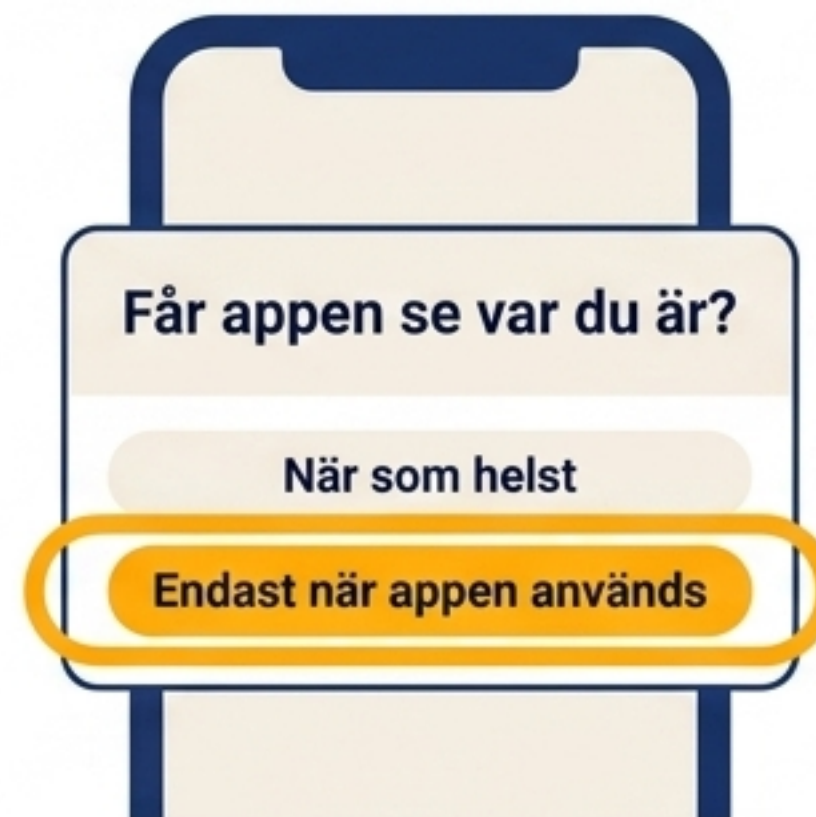 Får appen se var du är?
När som helst
Endast när appen används